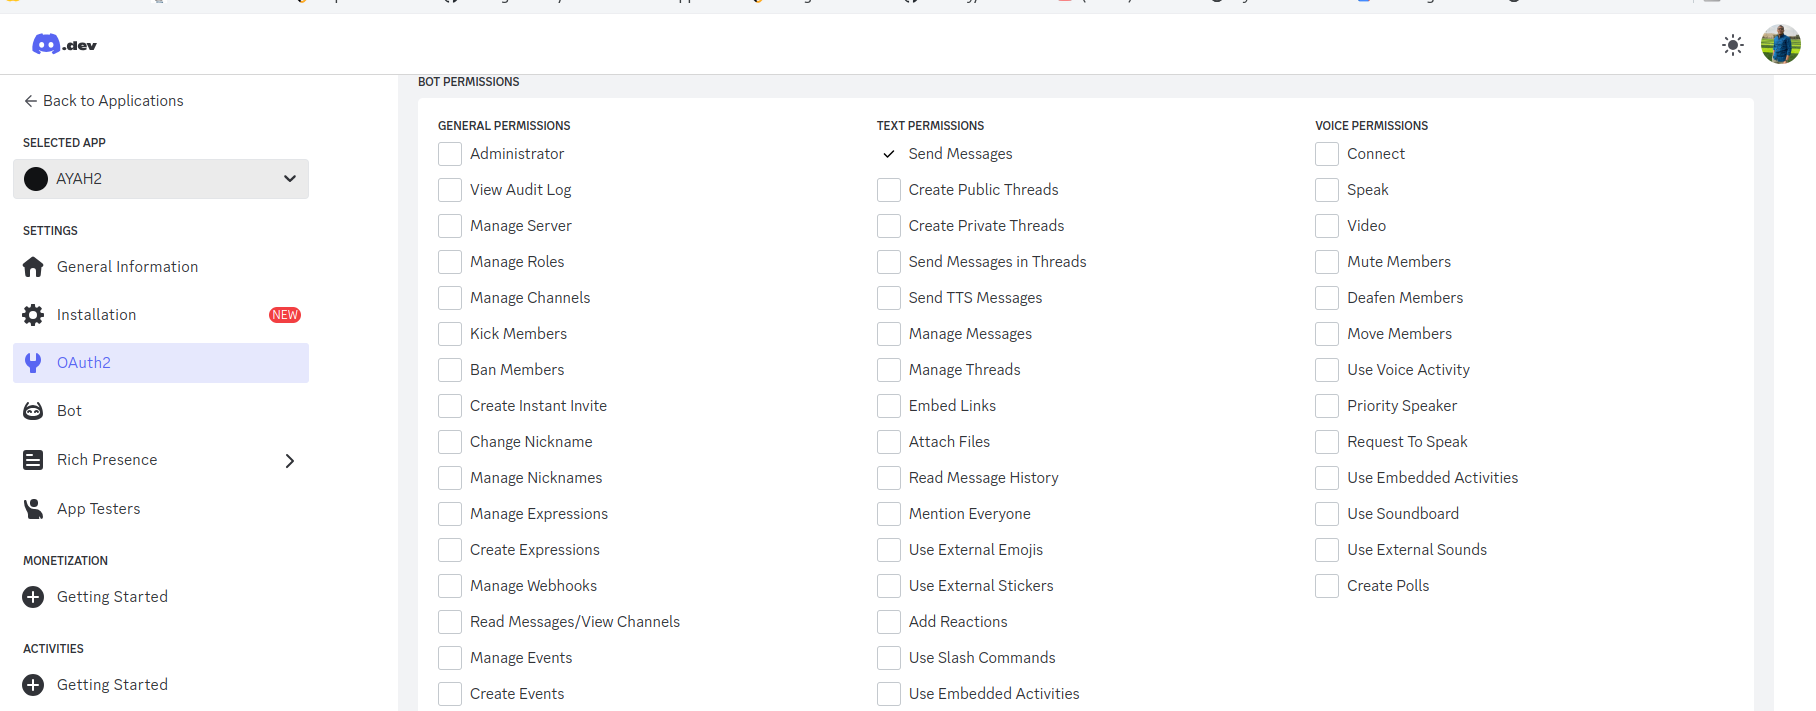 .dev
Back to Applications
SELECTED APP
AYAH2
SETTINGS
General Information
Installation NEW
OAuth2
Bot
Rich Presence
App Testers
MONETIZATION
Getting Started
ACTIVITIES
Getting Started
BOT PERMISSIONS
GENERAL PERMISSIONS
Administrator
View Audit Log
Manage Server
Manage Roles
Manage Channels
Kick Members
Ban Members
Create Instant Invite
Change Nickname
Manage Nicknames
Manage Expressions
Create Expressions
Manage Webhooks
Read Messages/View Channels
Manage Events
Create Events
TEXT PERMISSIONS
Send Messages
Create Public Threads
Create Private Threads
Send Messages in Threads
Send TTS Messages
Manage Messages
Manage Threads
Embed Links
Attach Files
Read Message History
Mention Everyone
Use External Emojis
Use External Stickers
Add Reactions
Use Slash Commands
Use Embedded Activities
VOICE PERMISSIONS
Connect
Speak
Video
Mute Members
Deafen Members
Move Members
Use Voice Activity
Priority Speaker
Request To Speak
Use Embedded Activities
Use Soundboard
Use External Sounds
Create Polls